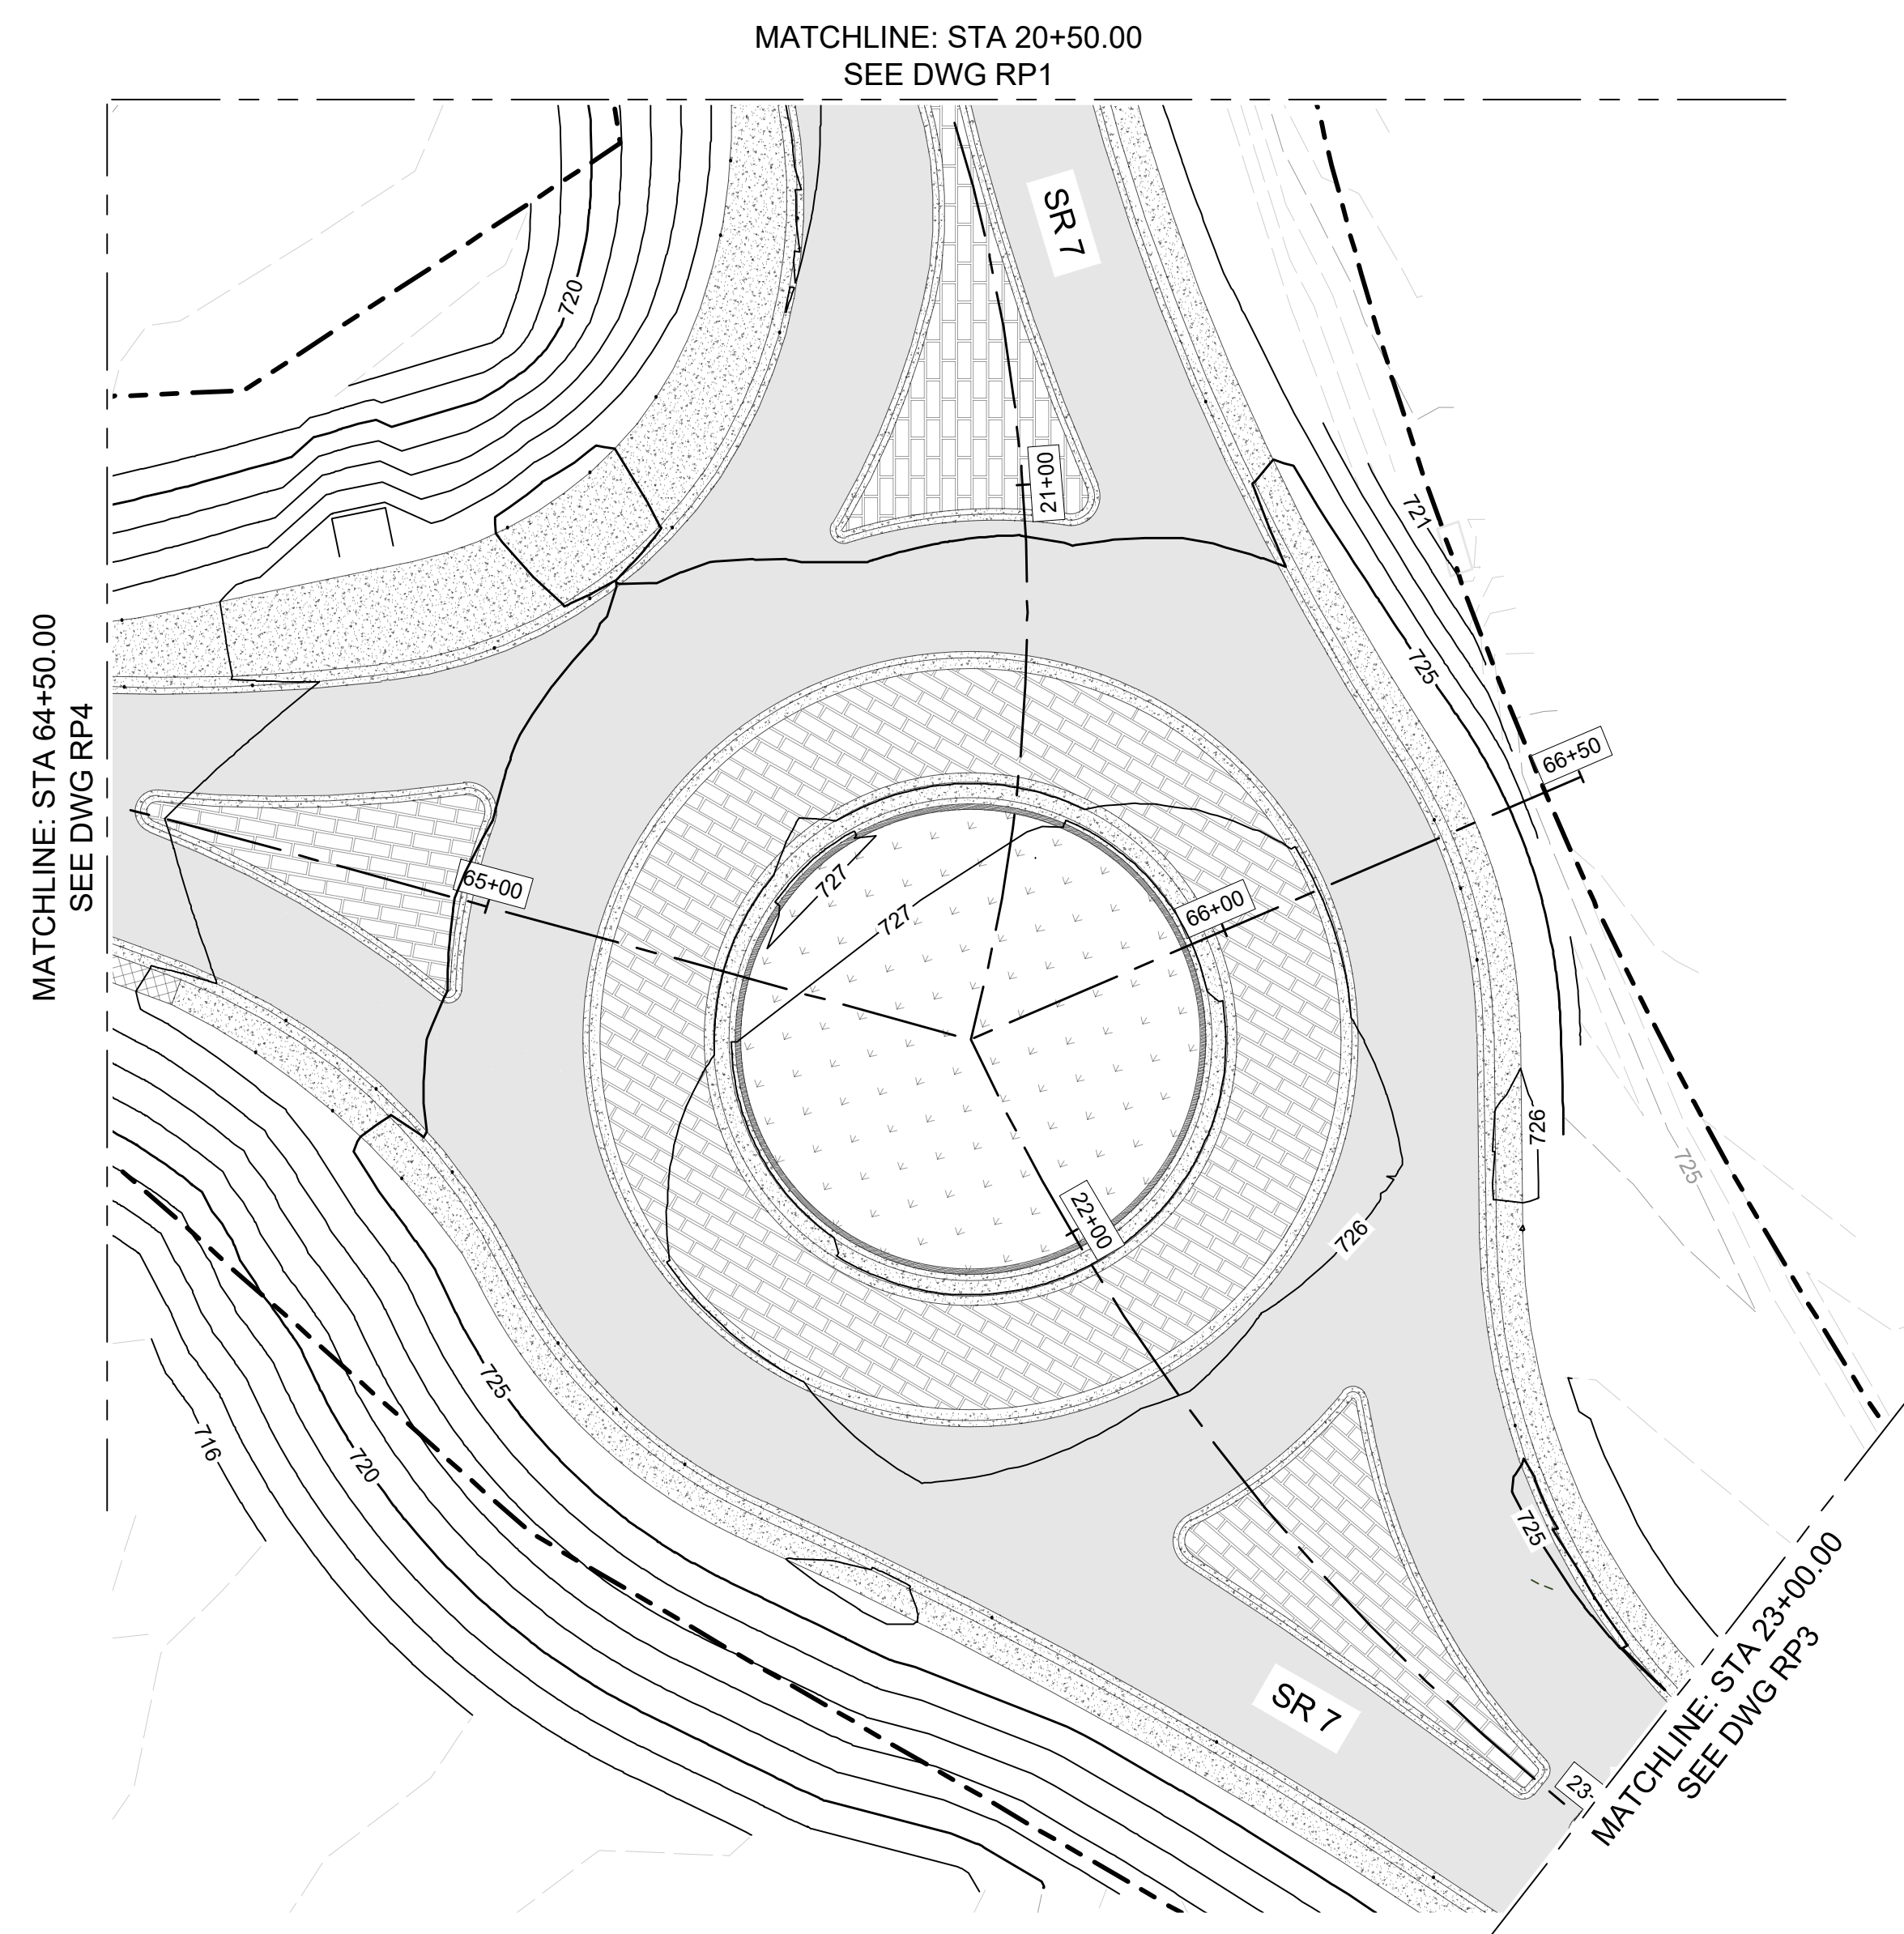 MATCHLINE: STA 20+50.00
SEE DWG RP1
SR 7
720
21+00
721
725
66+50
MATCHLINE: STA 64+50.00
SEE DWG RP4
65+00
727
727
66+00
726
725
22+00
726
725
716
720
725
SR 7
23-
MATCHLINE: STA 23+00.00
SEE DWG RP3